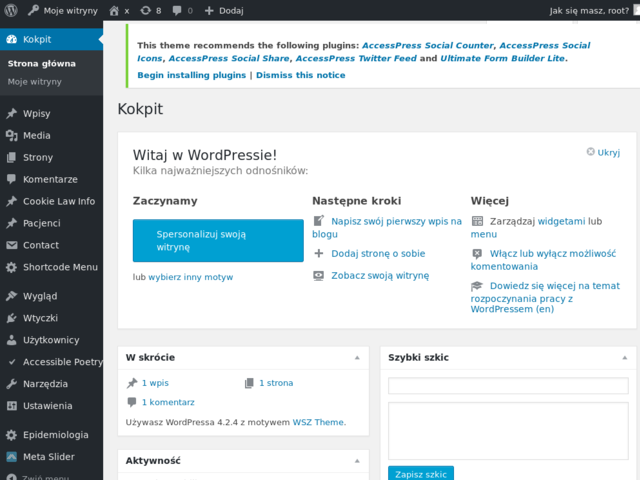 Moje witryny x 8 0 Dodaj Jak się masz, root?
Kokpit
Strona główna
Moje witryny
Wpisy
Media
Strony
Komentarze
Cookie Law Info
Pacjenci
Contact
Shortcode Menu
Wygląd
Wtyczki
Użytkownicy
Accessible Poetry
Narzędzia
Ustawienia
Epidemiologia
Meta Slider
Zwiń menu
This theme recommends the following plugins: AccessPress Social Counter, AccessPress Social
Icons, AccessPress Social Share, AccessPress Twitter Feed and Ultimate Form Builder Lite.
Begin installing plugins | Dismiss this notice
Kokpit
Witaj w WordPressie!
Ukryj
Kilka najważniejszych odnośników:
Zaczynamy
Spersonalizuj swoją
witrynę
lub wybierz inny motyw
Następne kroki
Napisz swój pierwszy wpis na
blogu
Dodaj stronę o sobie
Zobacz swoją witrynę
Więcej
Zarządzaj widgetami lub
menu
Włącz lub wyłącz możliwość
komentowania
Dowiedz się więcej na temat
rozpoczynania pracy z
WordPressem (en)
W skrócie
1 wpis
1 strona
1 komentarz
Używasz WordPressa 4.2.4 z motywem WSZ Theme.
Aktywność
Szybki szkic
Zapisz szkic